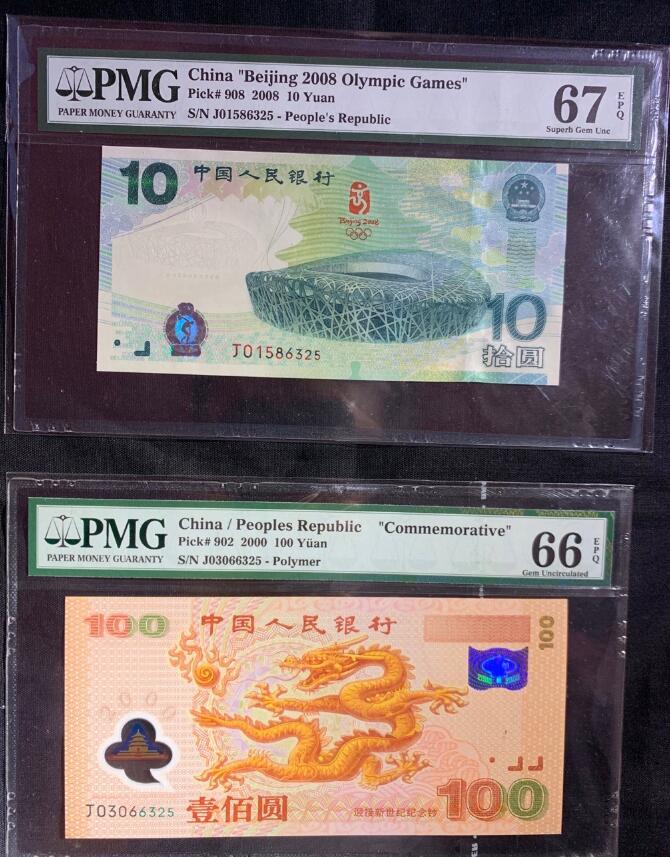 PMG
PAPER MONEY GUARANTY
China "Beijing 2008 Olympic Games"
Pick# 908 2008 10 Yuan
S/N J01586325 - People's Republic
67
EPQ
Superb Gem Unc
10
中国人民银行
Beijing 2008
10
拾圆
J01586325
PMG
PAPER MONEY GUARANTY
China / Peoples Republic "Commemorative"
Pick# 902 2000 100 Yüan
S/N J03066325 - Polymer
66
EPQ
Gem Uncirculated
100
中国人民银行
100
2000
J03066325
壹佰圆
迎接新世纪纪念钞
100